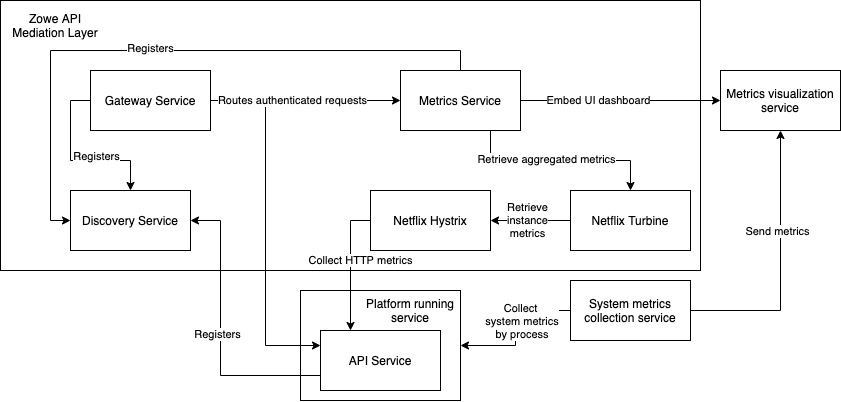 Zowe API
Mediation Layer
Registers
Gateway Service
Routes authenticated requests
Metrics Service
Embed UI dashboard
Metrics visualization
service
Registers
Retrieve aggregated metrics
Discovery Service
Netflix Hystrix
Retrieve
instance
metrics
Netflix Turbine
Send metrics
Collect HTTP metrics
Platform running
service
Collect
system metrics
by process
System metrics
collection service
Registers
API Service